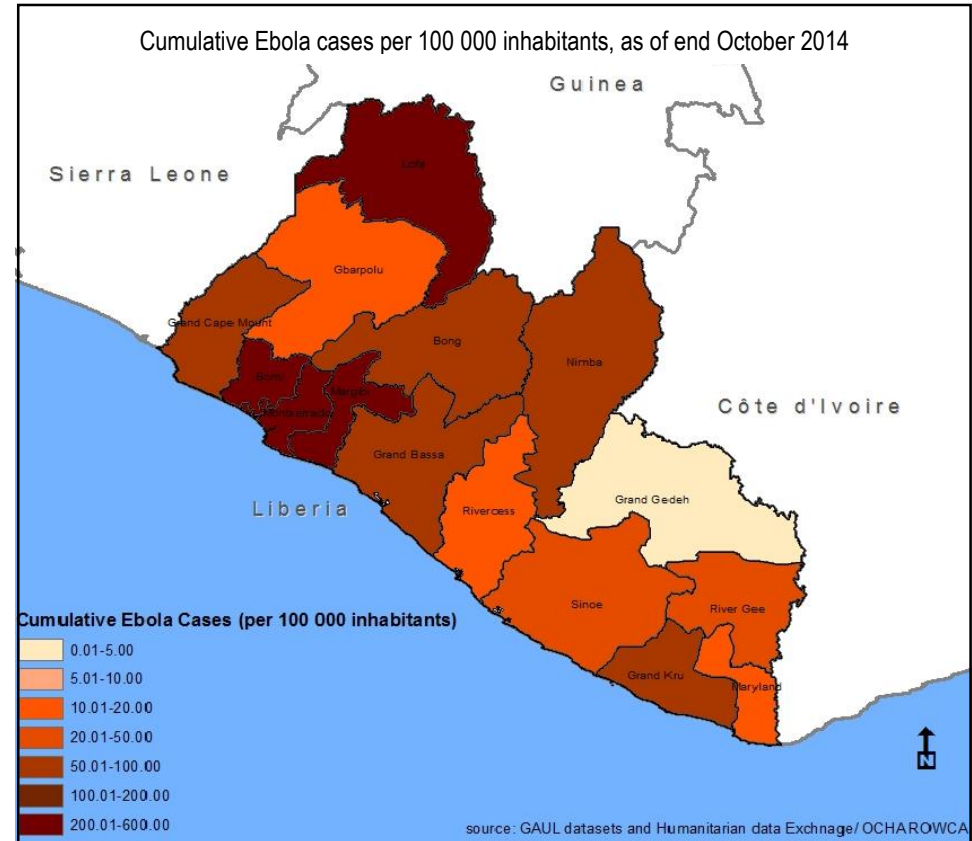 Cumulative Ebola cases per 100 000 inhabitants, as of end October 2014
Guinea
Sierra Leone
Lofa
Gbarpolu
Grand Cape Mount
Bong
Nimba
Bomi
Margibi
Montserrado
Côte d'Ivoire
Grand Bassa
Grand Gedeh
Liberia
Rivercess
Sinoe
River Gee
Grand Kru
Maryland
Cumulative Ebola Cases (per 100 000 inhabitants)
0.01-5.00
5.01-10.00
10.01-20.00
20.01-50.00
50.01-100.00
100.01-200.00
200.01-600.00
N
source: GAUL datasets and Humanitarian data Exchnage/ OCHAROWCA